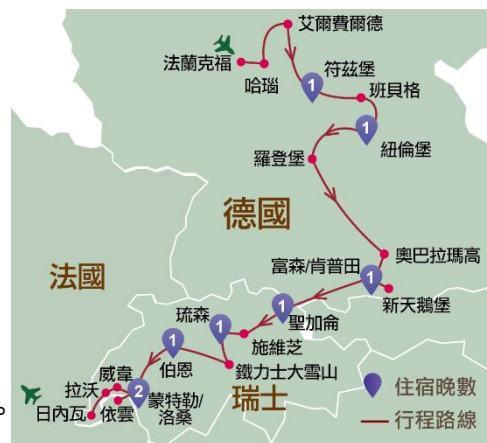 艾爾費爾德
法蘭克福
哈瑙
符茲堡
1
班貝格
1
紐倫堡
羅登堡
德國
法國
奧巴拉瑪高
富森/肯普田
1
新天鵝堡
1
聖加侖
琉森
1
施維芝
1
伯恩
鐵力士大雪山
瑞士
威韋
拉沃
2
蒙特勒/
洛桑
日內瓦
依雲
住宿晚數
行程路線
。